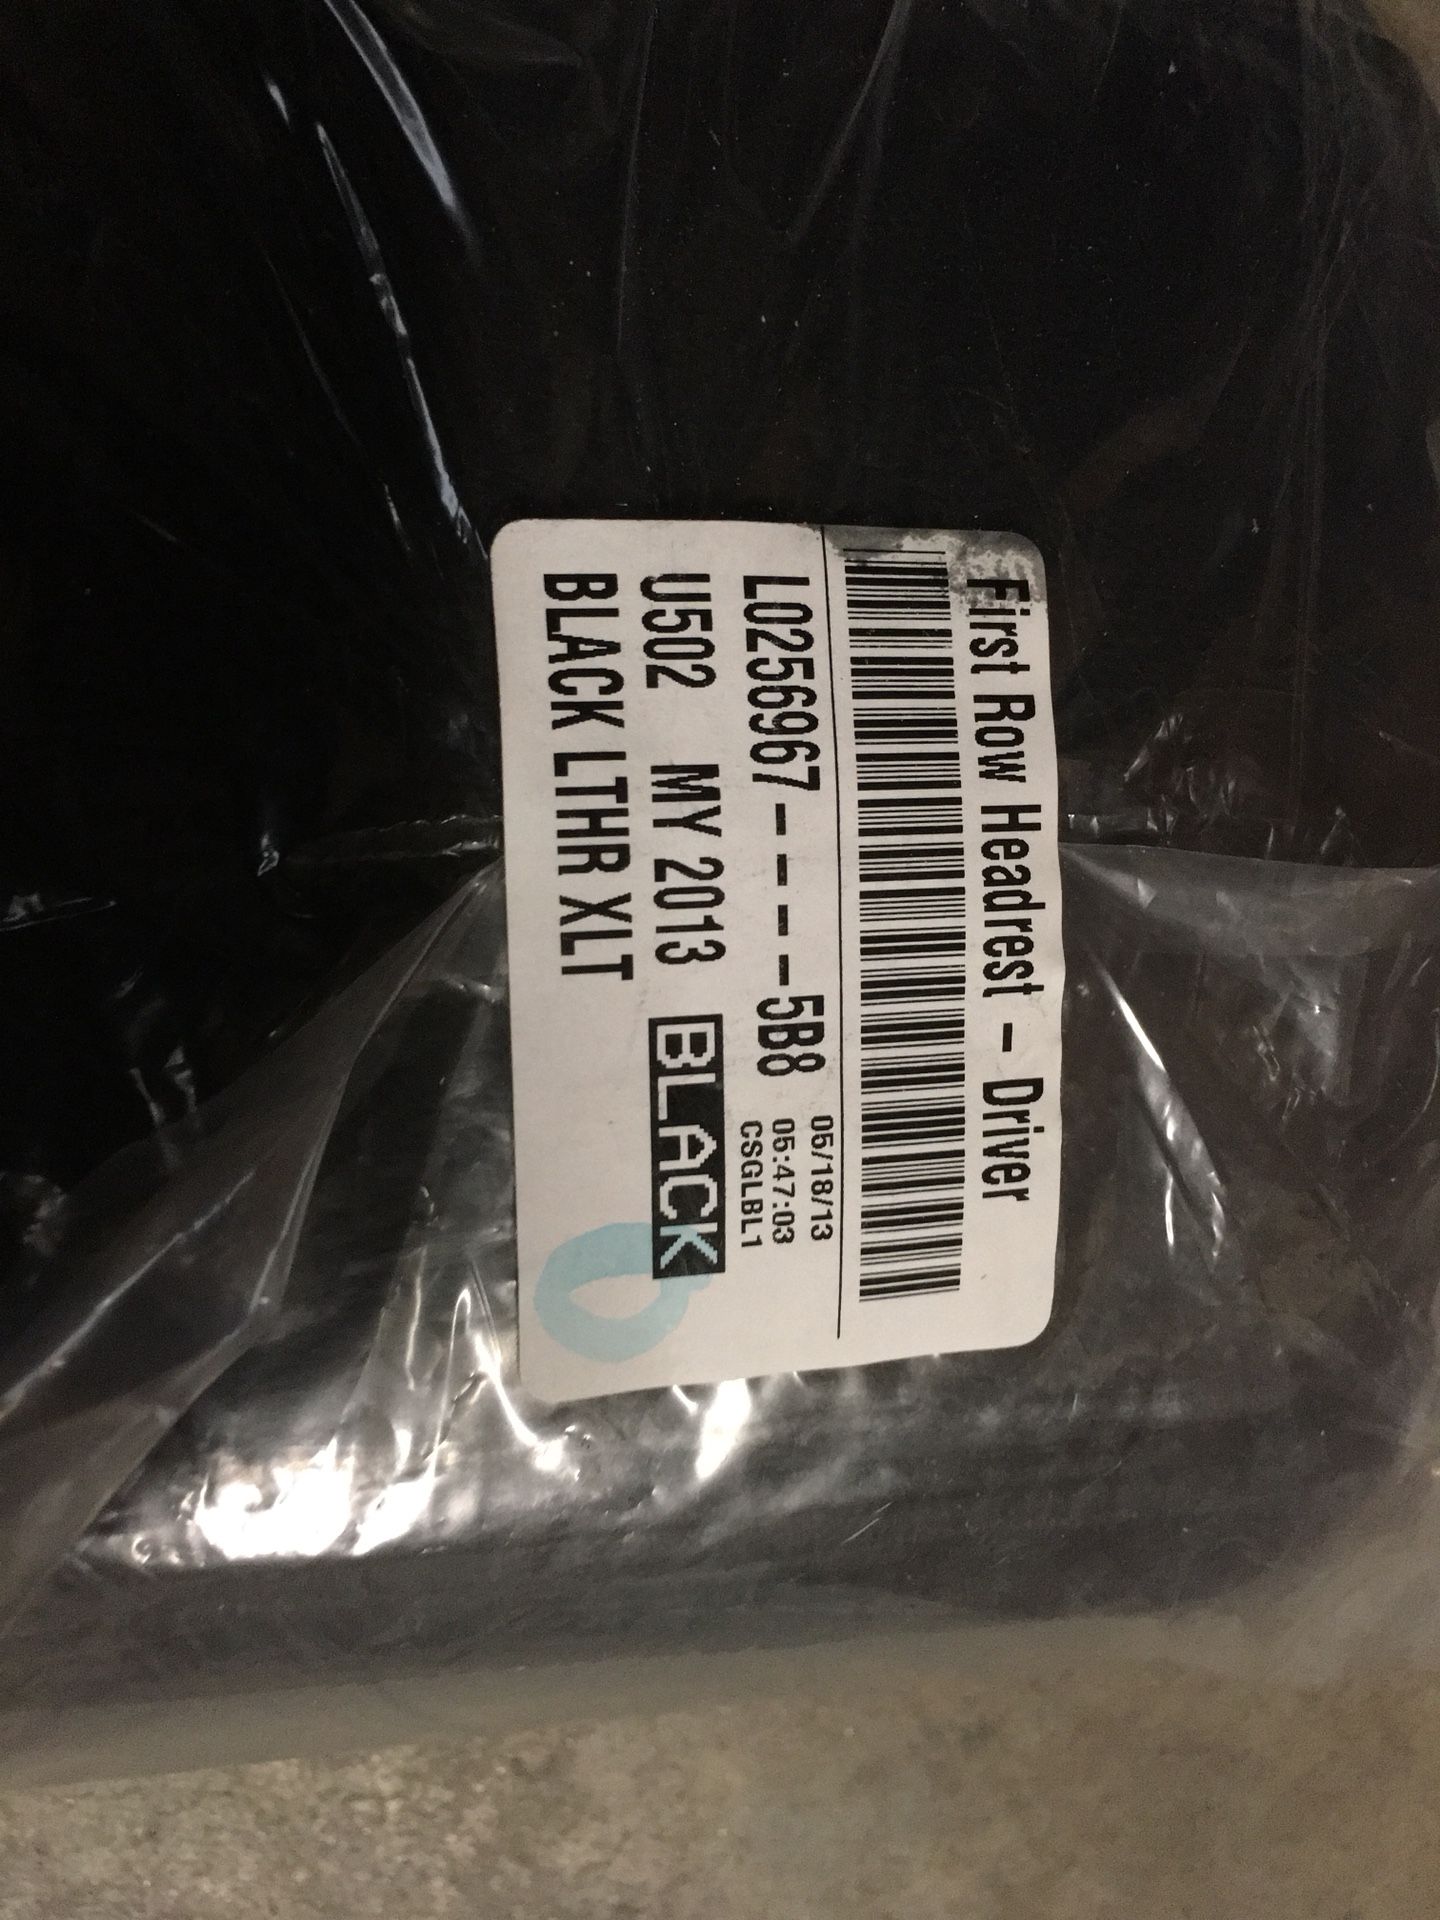 First Row Headrest - Driver
L0256967----5B8
05/18/13
05:47:03
CSGLBL1
U502 MY 2013 BLACK
BLACK LTHR XLT